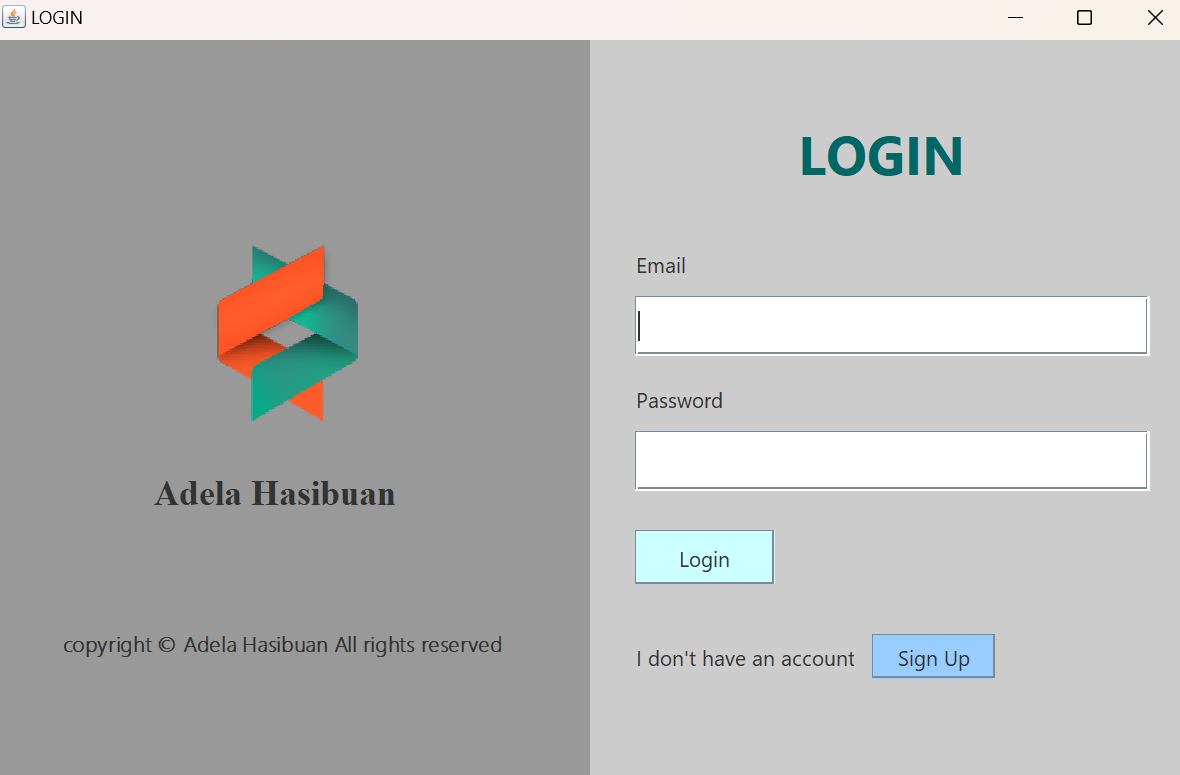 LOGIN
Adela Hasibuan
copyright © Adela Hasibuan All rights reserved
LOGIN
Email
Password
Login
I don't have an account Sign Up